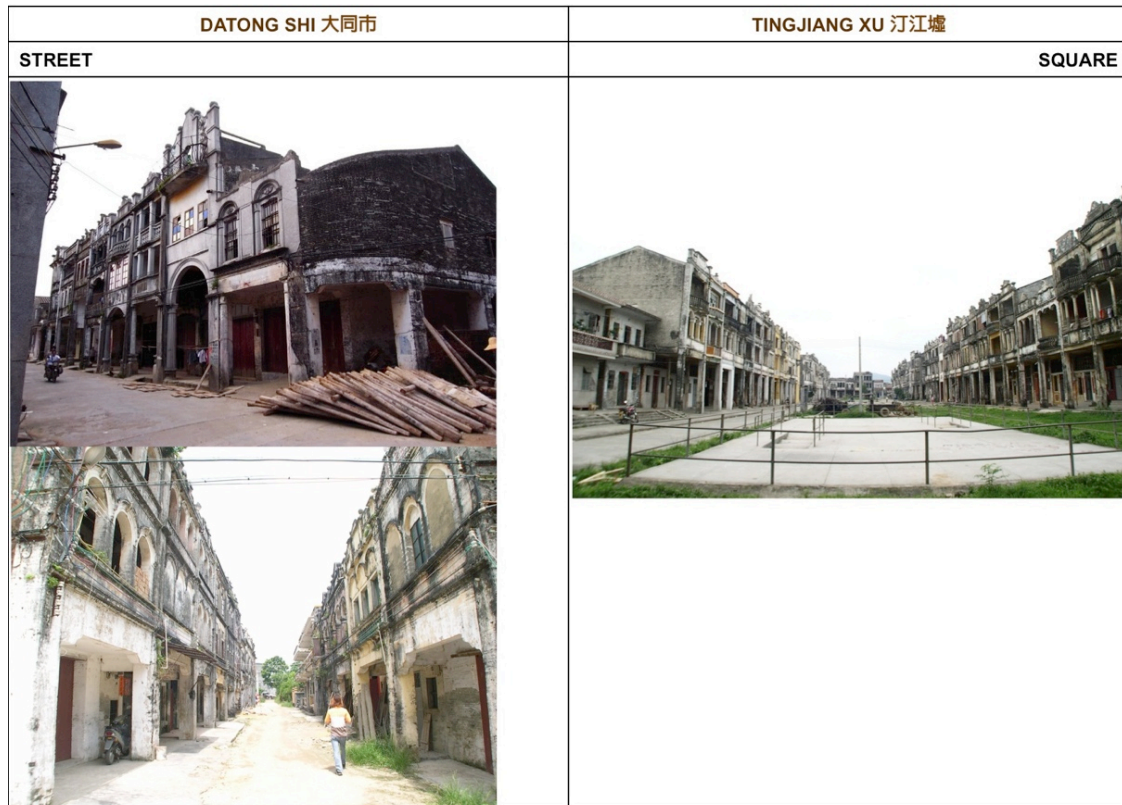 DATONG SHI 大同市
TINGJIANG XU 汀江墟
STREET
SQUARE